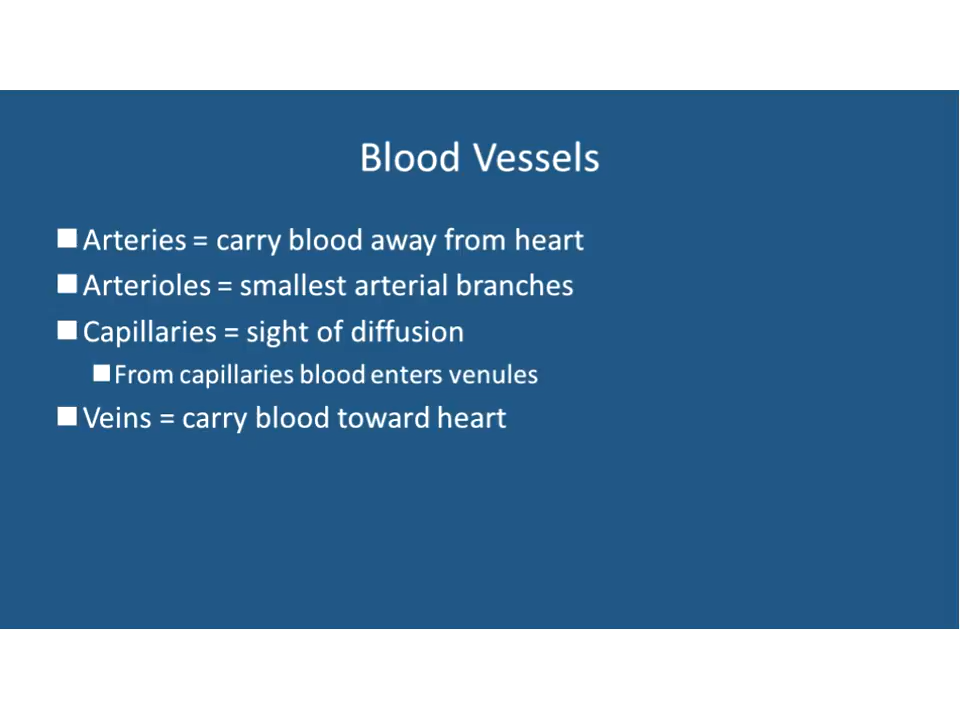 Blood Vessels
Arteries = carry blood away from heart
Arterioles = smallest arterial branches
Capillaries = sight of diffusion
From capillaries blood enters venules
Veins = carry blood toward heart